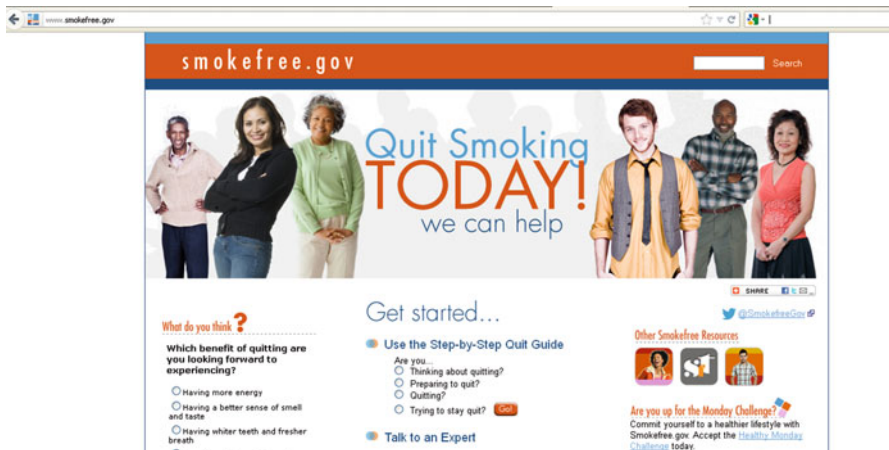 www.smokefree.gov
smokefree.gov
Search
Quit Smoking
TODAY!
we can help
SHARE
@SmokefreeGov
What do you think ?
Which benefit of quitting are
you looking forward to
experiencing?
Having more energy
Having a better sense of smell
and taste
Having whiter teeth and fresher
breath
Get started...
Use the Step-by-Step Quit Guide
Are you...
Thinking about quitting?
Preparing to quit?
Quitting?
Trying to stay quit? Go!
Talk to an Expert
Other Smokefree Resources
sft
Are you up for the Monday Challenge?
Commit yourself to a healthier lifestyle with
Smokefree.gov. Accept the Healthy Monday
Challenge today.